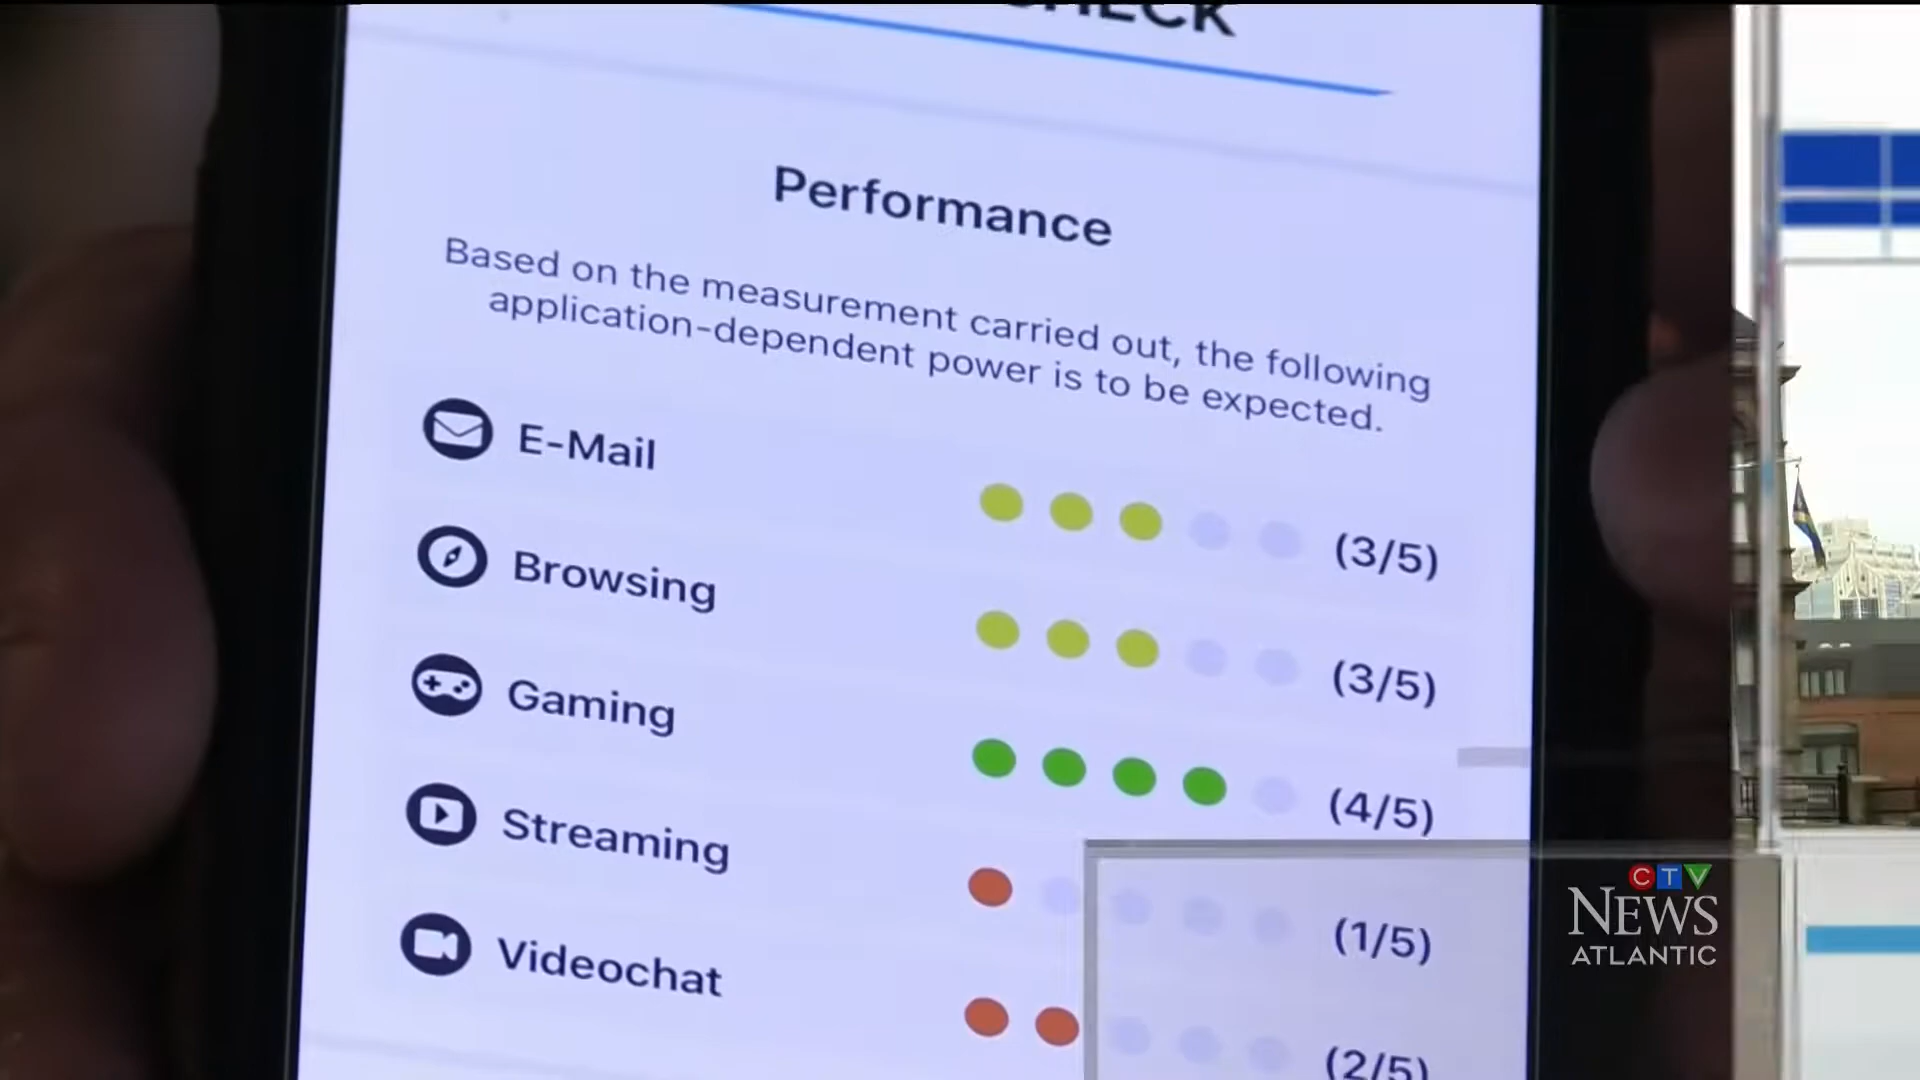 Performance
Based on the measurement carried out, the following
application-dependent power is to be expected.
E-Mail (3/5)
Browsing (3/5)
Gaming (4/5)
Streaming (1/5)
Videochat (2/5)
CTV
NEWS
ATLANTIC